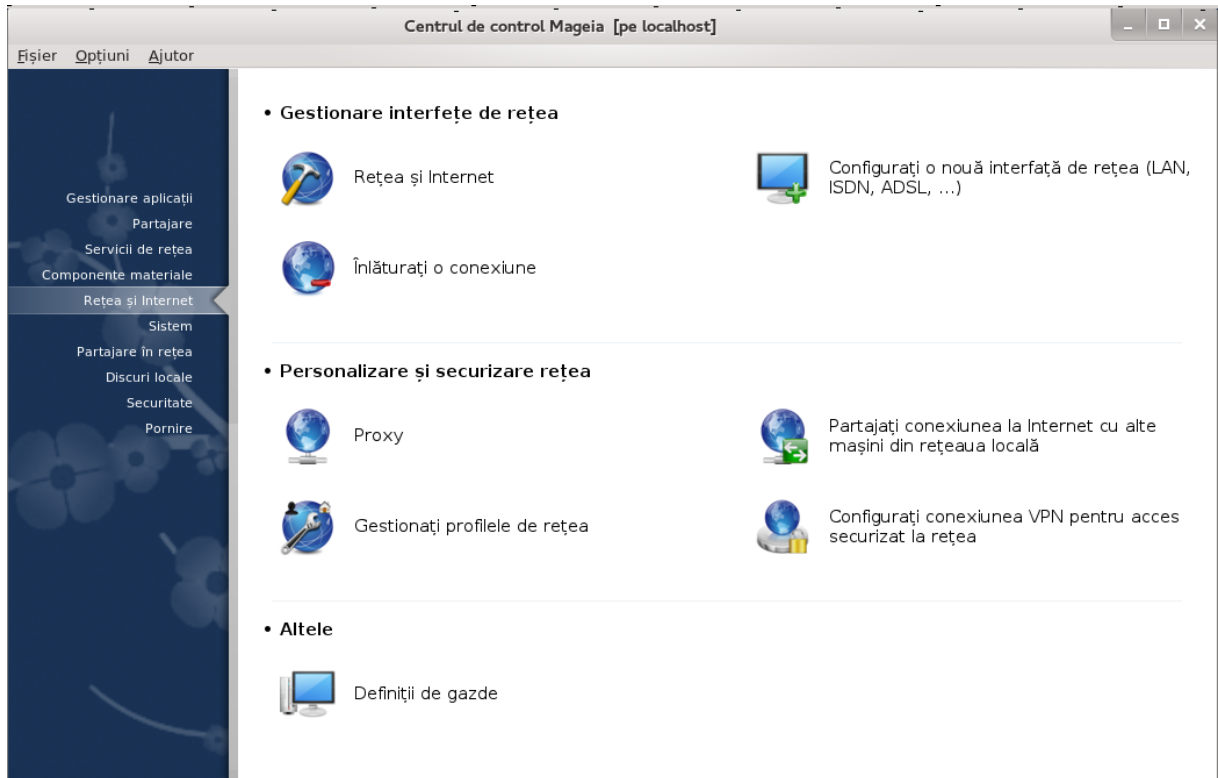 Centrul de control Mageia [pe localhost]
Fișier Opțiuni Ajutor
Gestionare aplicații
Partajare
Servicii de rețea
Componente materiale
Rețea și Internet
Sistem
Partajare în rețea
Discuri locale
Securitate
Pornire
• Gestionare interfețe de rețea
Rețea și Internet
Configurați o nouă interfață de rețea (LAN,
ISDN, ADSL, ...)
Înlăturați o conexiune
• Personalizare și securizare rețea
Proxy
Partajați conexiunea la Internet cu alte
mașini din rețeaua locală
Gestionați profilele de rețea
Configurați conexiunea VPN pentru acces
securizat la rețea
• Altele
Definiții de gazde